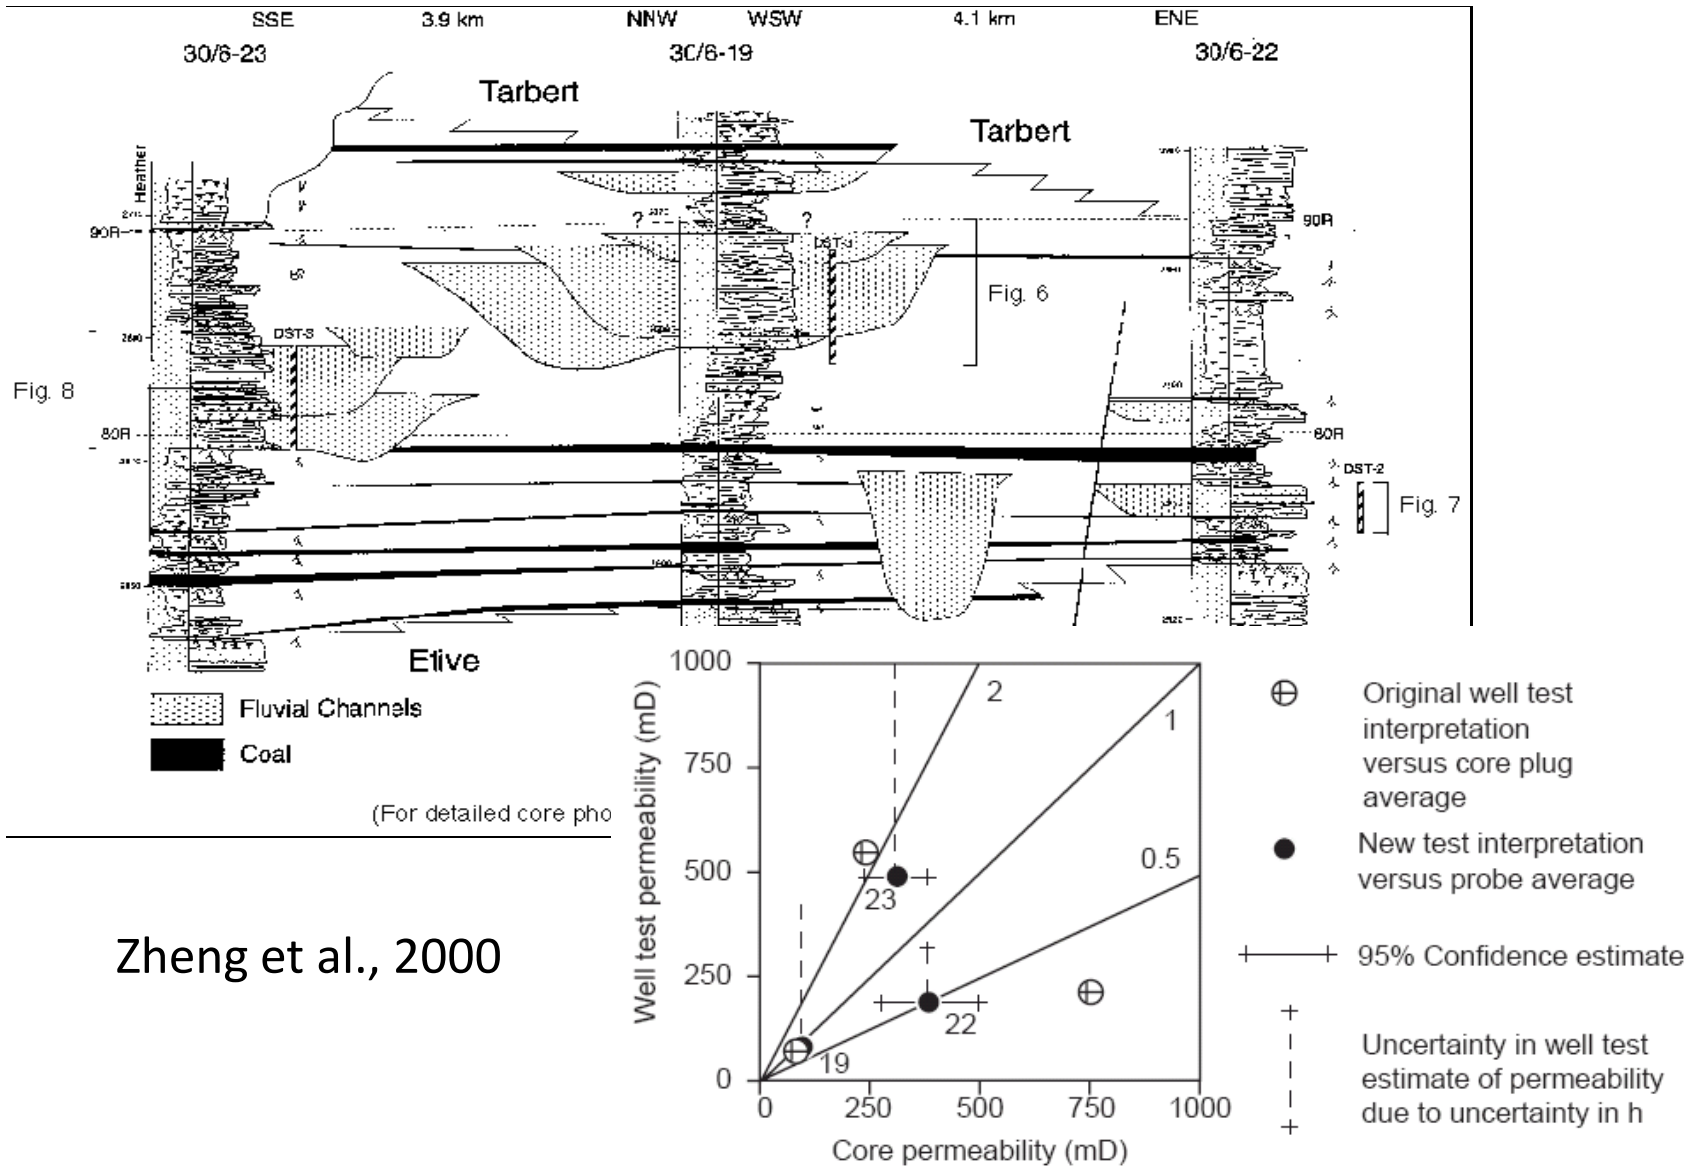 SSE 3.9 km NNW WSW 4.1 km ENE
30/6-23 30/6-19 30/6-22
Tarbert
Tarbert
Heather
90R
? ?
90R
DST-1
Fig. 6
DST-3
Fig. 8
80R
80R
DST-2
Fig. 7
Etive
Fluvial Channels
Coal
(For detailed core pho
Zheng et al., 2000
Well test permeability (mD)
1000
750
500
250
0
2
1
0.5
23
22
19
0 250 500 750 1000
Core permeability (mD)
Original well test
interpretation
versus core plug
average
New test interpretation
versus probe average
95% Confidence estimate
Uncertainty in well test
estimate of permeability
due to uncertainty in h